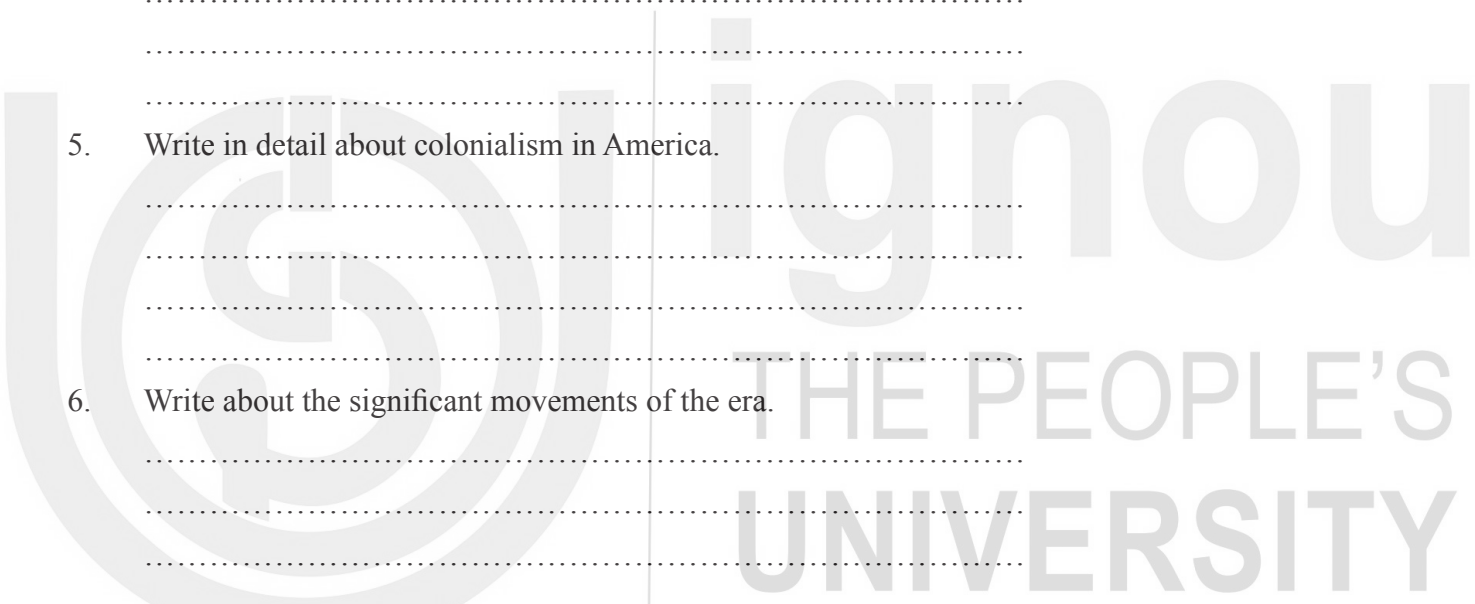 …………………………………………………………………………
…………………………………………………………………………
…………………………………………………………………………
5. Write in detail about colonialism in America.
…………………………………………………………………………
…………………………………………………………………………
…………………………………………………………………………
…………………………………………………………………………
6. Write about the significant movements of the era.
…………………………………………………………………………
…………………………………………………………………………
…………………………………………………………………………
ignou
THE PEOPLE'S
UNIVERSITY